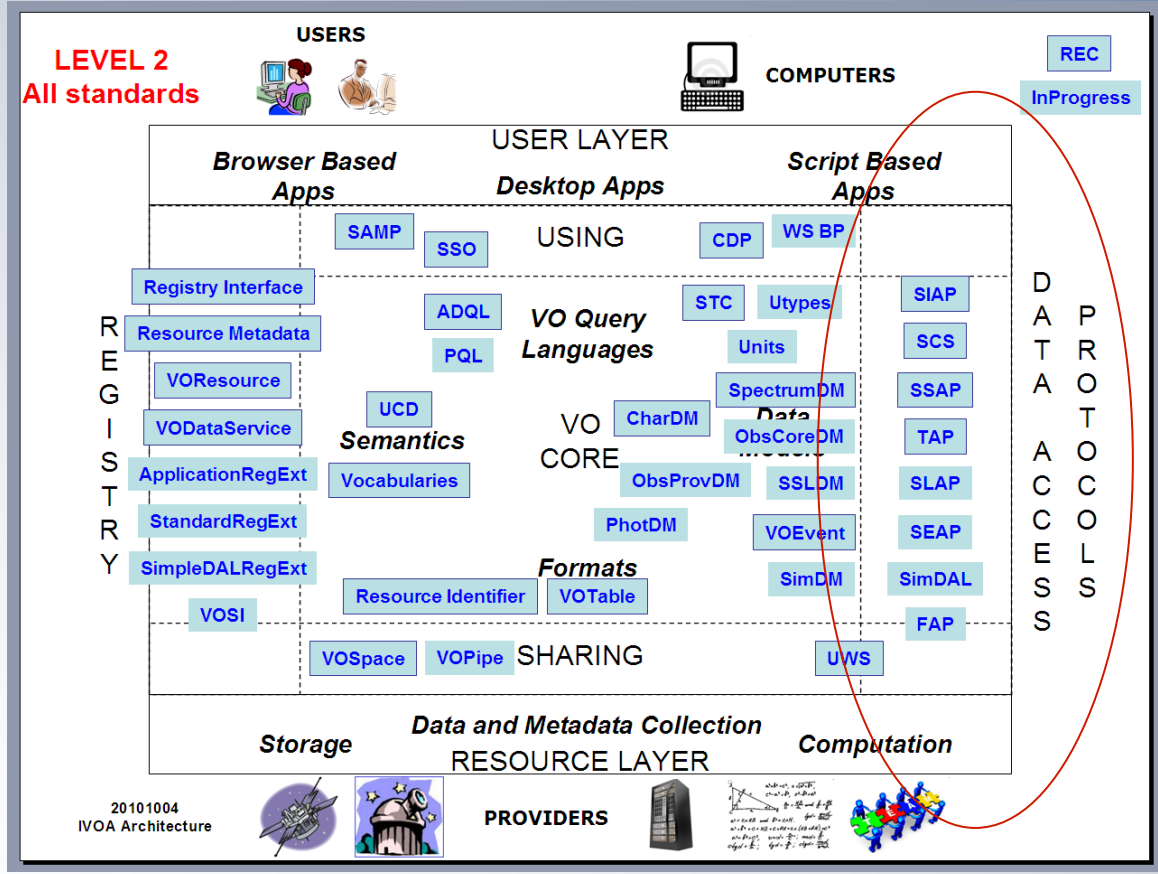 USERS
LEVEL 2
All standards
COMPUTERS
REC
InProgress
USER LAYER
Browser Based
Apps
Desktop Apps
Script Based
Apps
SAMP
SSO
USING
CDP
WS BP
REGISTRY
Registry Interface
Resource Metadata
VOResource
VODataService
ApplicationRegExt
StandardRegExt
SimpleDALRegExt
VOSI
ADQL
PQL
VO Query
Languages
STC
Utypes
Units
UCD
Semantics
Vocabularies
VO
CORE
SpectrumDM
CharDM
Data
ObsCoreDM
ObsProvDM
SSLDM
PhotDM
VOEvent
SimDM
Formats
Resource Identifier
VOTable
SIAP
SCS
SSAP
TAP
SLAP
SEAP
SimDAL
FAP
DATA ACCESS
PROTOCOLS
VOSpace
VOPipe
SHARING
UWS
Data and Metadata Collection
Storage
Computation
RESOURCE LAYER
20101004
IVOA Architecture
PROVIDERS